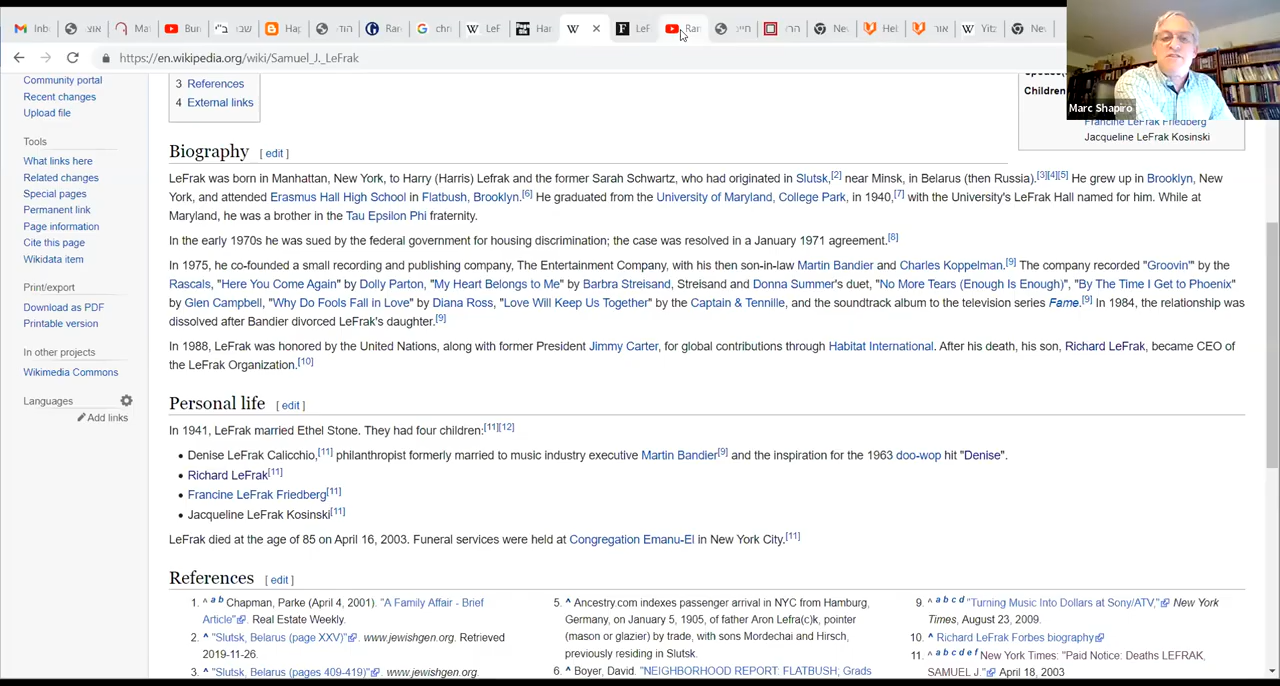 Inb אוצ Ma Bun שבי Hap הוד Rar chri W LeF Har W LeF Rar חיי הרו Nev Hel אור W Yitz Nev
https://en.wikipedia.org/wiki/Samuel_J._LeFrak
Marc Shapiro
Community portal
Recent changes
Upload file
Tools
What links here
Related changes
Special pages
Permanent link
Page information
Cite this page
Wikidata item
Print/export
Download as PDF
Printable version
In other projects
Wikimedia Commons
Languages
Add links
3 References
4 External links
Children
Francine LeFrak Friedberg
Jacqueline LeFrak Kosinski
Biography [ edit ]
LeFrak was born in Manhattan, New York, to Harry (Harris) Lefrak and the former Sarah Schwartz, who had originated in Slutsk,[2] near Minsk, in Belarus (then Russia).[3][4][5] He grew up in Brooklyn, New
York, and attended Erasmus Hall High School in Flatbush, Brooklyn.[6] He graduated from the University of Maryland, College Park, in 1940,[7] with the University's LeFrak Hall named for him. While at
Maryland, he was a brother in the Tau Epsilon Phi fraternity.
In the early 1970s he was sued by the federal government for housing discrimination; the case was resolved in a January 1971 agreement.[8]
In 1975, he co-founded a small recording and publishing company, The Entertainment Company, with his then son-in-law Martin Bandier and Charles Koppelman.[9] The company recorded "Groovin'" by the
Rascals, "Here You Come Again" by Dolly Parton, "My Heart Belongs to Me" by Barbra Streisand, Streisand and Donna Summer's duet, "No More Tears (Enough Is Enough)", "By The Time I Get to Phoenix"
by Glen Campbell, "Why Do Fools Fall in Love" by Diana Ross, "Love Will Keep Us Together" by the Captain & Tennille, and the soundtrack album to the television series Fame.[9] In 1984, the relationship was
dissolved after Bandier divorced LeFrak's daughter.[9]
In 1988, LeFrak was honored by the United Nations, along with former President Jimmy Carter, for global contributions through Habitat International. After his death, his son, Richard LeFrak, became CEO of
the LeFrak Organization.[10]
Personal life [ edit ]
In 1941, LeFrak married Ethel Stone. They had four children:[11][12]
• Denise LeFrak Calicchio,[11] philanthropist formerly married to music industry executive Martin Bandier[9] and the inspiration for the 1963 doo-wop hit "Denise".
• Richard LeFrak[11]
• Francine LeFrak Friedberg[11]
• Jacqueline LeFrak Kosinski[11]
LeFrak died at the age of 85 on April 16, 2003. Funeral services were held at Congregation Emanu-El in New York City.[11]
References [ edit ]
1. ^ a b Chapman, Parke (April 4, 2001). "A Family Affair - Brief
Article". Real Estate Weekly.
2. ^ "Slutsk, Belarus (page XXV)". www.jewishgen.org. Retrieved
2019-11-26.
3. ^ "Slutsk, Belarus (pages 409-419)". www.jewishgen.org.
5. ^ Ancestry.com indexes passenger arrival in NYC from Hamburg,
Germany, on January 5, 1905, of father Aron Lefra(c)k, pointer
(mason or glazier) by trade, with sons Mordechai and Hirsch,
previously residing in Slutsk.
6. ^ Boyer, David. "NEIGHBORHOOD REPORT: FLATBUSH; Grads
9. ^ a b c d "Turning Music Into Dollars at Sony/ATV," New York
Times, August 23, 2009.
10. ^ Richard LeFrak Forbes biography
11. ^ a b c d e f New York Times: "Paid Notice: Deaths LEFRAK,
SAMUEL J." April 18, 2003